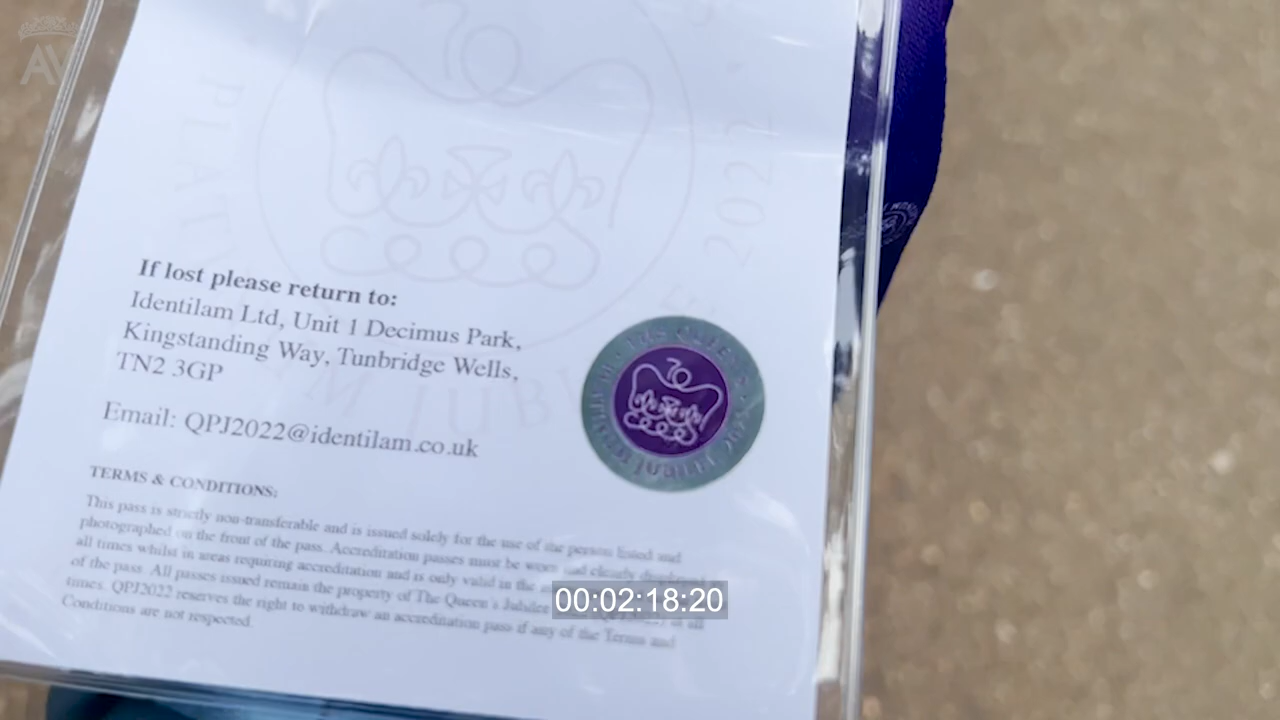 AV
2022
If lost please return to:
Identilam Ltd, Unit 1 Decimus Park,
Kingstanding Way, Tunbridge Wells,
TN2 3GP
Email: QPJ2022@identilam.co.uk
TERMS & CONDITIONS:
This pass is strictly non-transferable and is issued solely for the use of the person listed and
photographed on the front of the pass. Accreditation passes must be worn and clearly
all times whilst in areas requiring accreditation and is only valid in the
of the pass. All passes issued remain the property of The Queen's Jubilee
times. QPJ2022 reserves the right to withdraw an accreditation pass if any of the Terms and
Conditions are not respected.
00:02:18:20